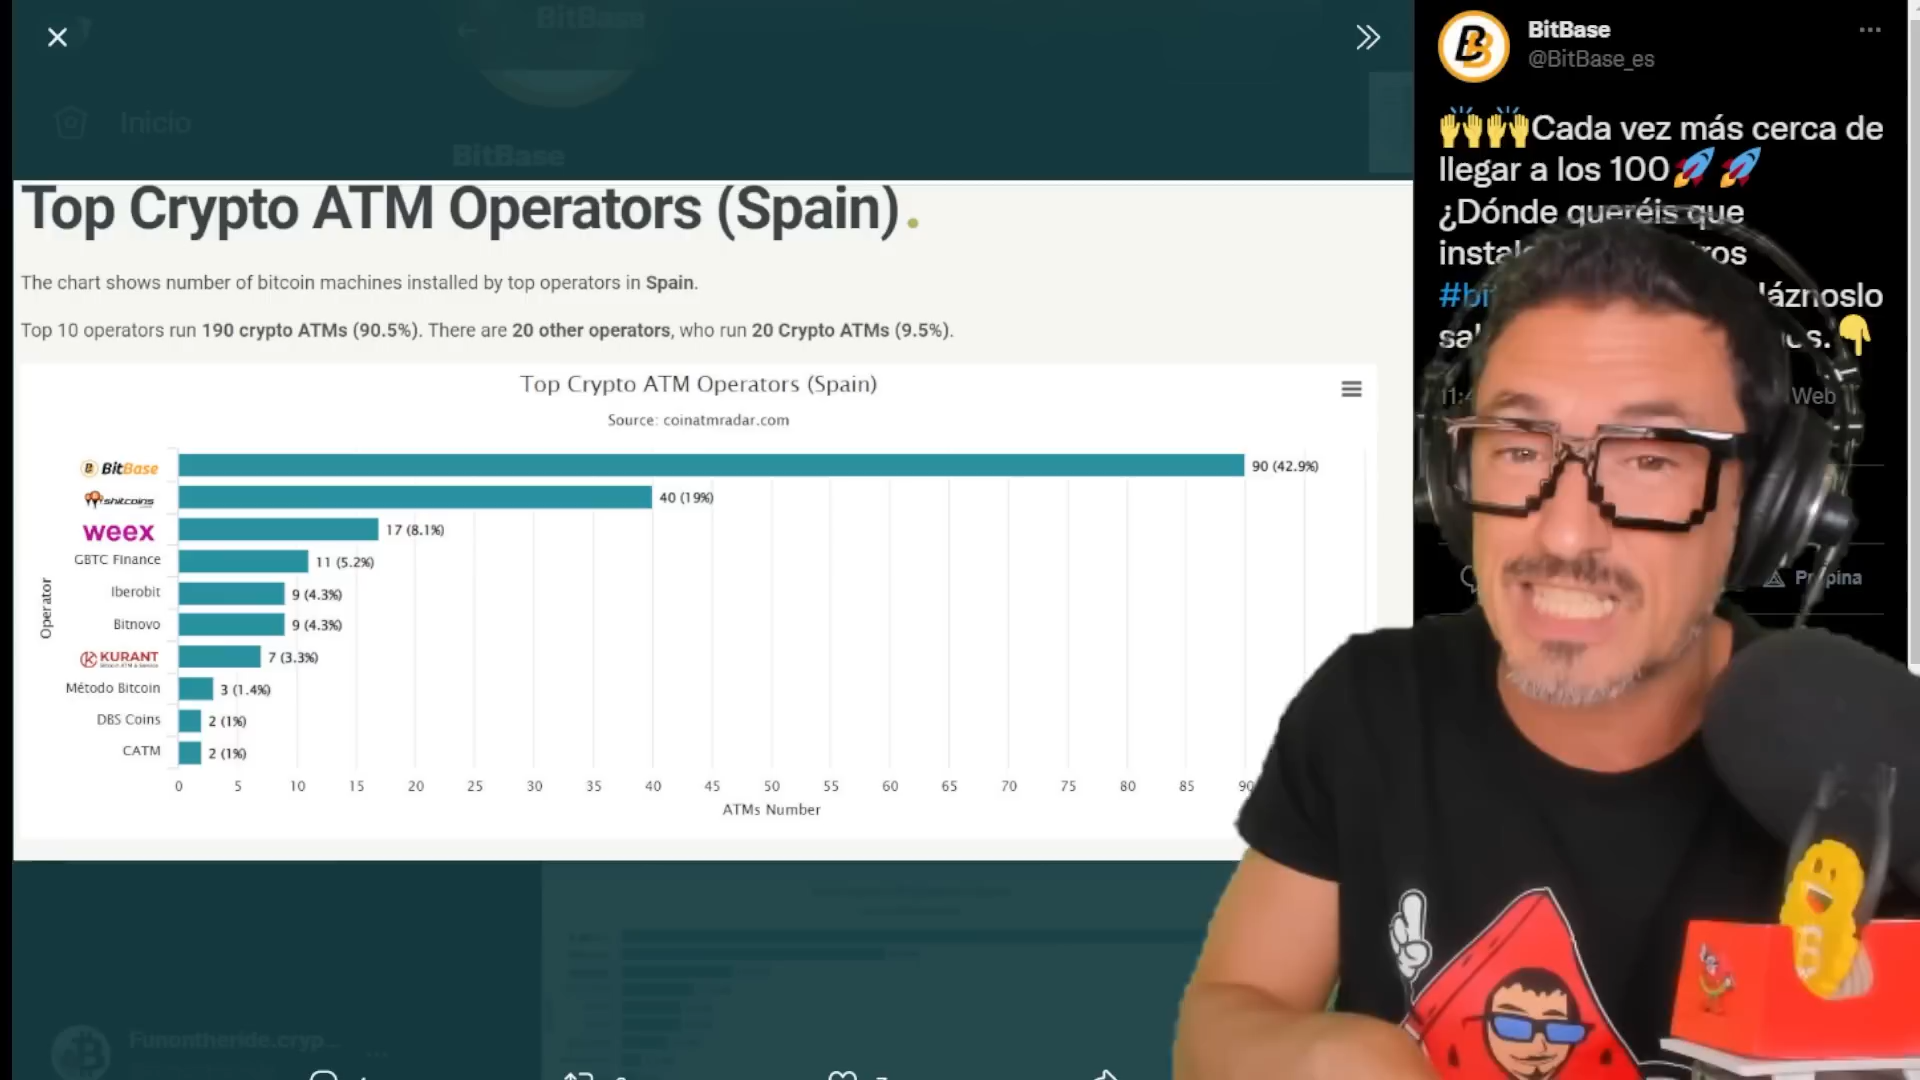 BitBase
Inicio
BitBase
Top Crypto ATM Operators (Spain).
The chart shows number of bitcoin machines installed by top operators in Spain.
Top 10 operators run 190 crypto ATMs (90.5%). There are 20 other operators, who run 20 Crypto ATMs (9.5%).
Top Crypto ATM Operators (Spain)
Source: coinatmradar.com
Operator
BitBase 90 (42.9%)
shitcoins 40 (19%)
weex 17 (8.1%)
GBTC Finance 11 (5.2%)
Iberobit 9 (4.3%)
Bitnovo 9 (4.3%)
KURANT 7 (3.3%)
Método Bitcoin 3 (1.4%)
DBS Coins 2 (1%)
CATM 2 (1%)
0 5 10 15 20 25 30 35 40 45 50 55 60 65 70 75 80 85 90
ATMs Number
Funontheride.cryp...
BitBase
@BitBase_es
🙌🙌Cada vez más cerca de
llegar a los 100🚀🚀
¿Dónde queréis que
Web